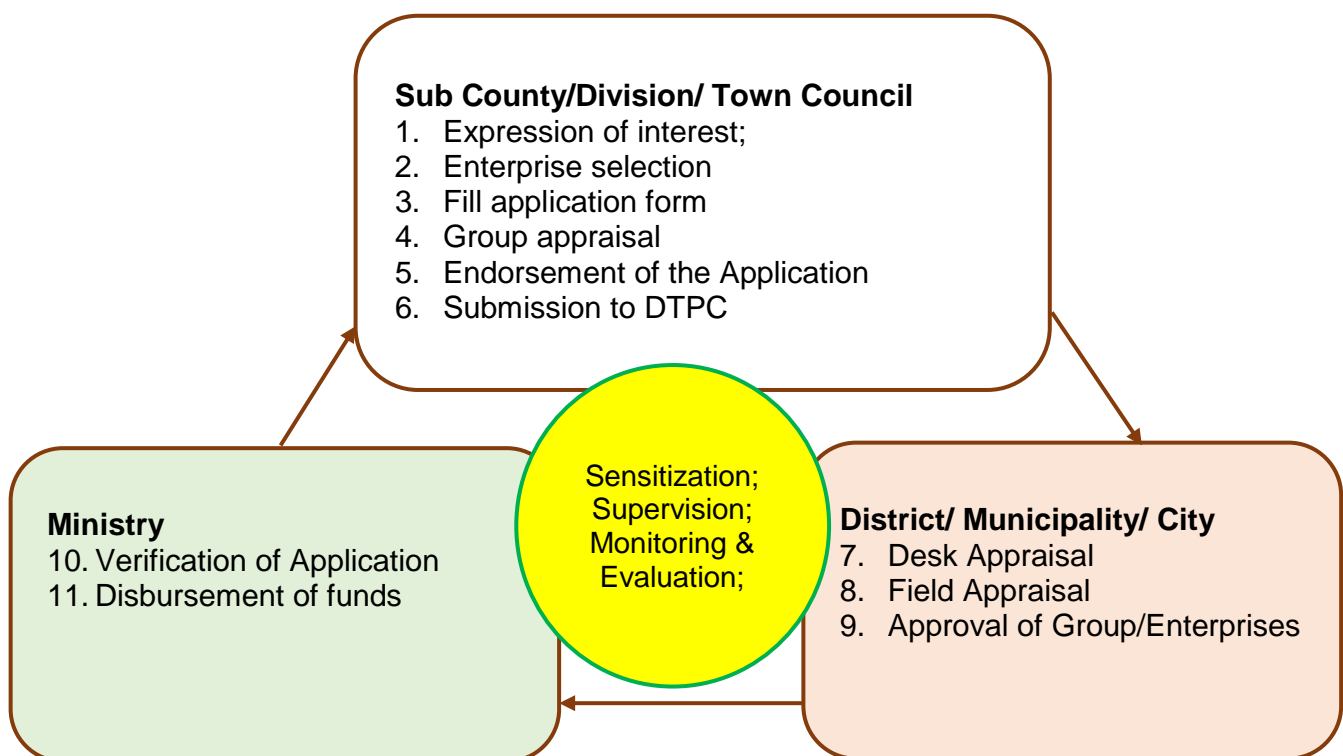 Sub County/Division/ Town Council
1. Expression of interest;
2. Enterprise selection
3. Fill application form
4. Group appraisal
5. Endorsement of the Application
6. Submission to DTPC
Sensitization;
Supervision;
Monitoring &
Evaluation;
District/ Municipality/ City
7. Desk Appraisal
8. Field Appraisal
9. Approval of Group/Enterprises
Ministry
10. Verification of Application
11. Disbursement of funds